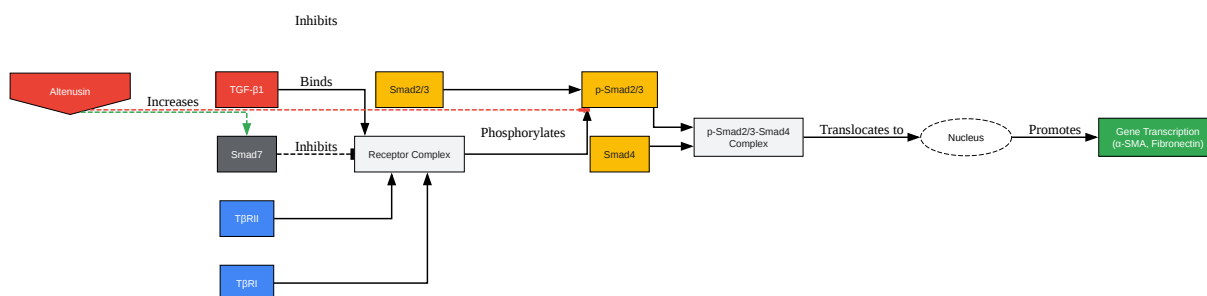 Inhibits
Altenusin
TGF-β1
Binds
Smad2/3
p-Smad2/3
Increases
Smad7
Inhibits
Receptor Complex
Phosphorylates
Smad4
p-Smad2/3-Smad4
Complex
Translocates to
Nucleus
Promotes
Gene Transcription
(α-SMA, Fibronectin)
TβRII
TβRI